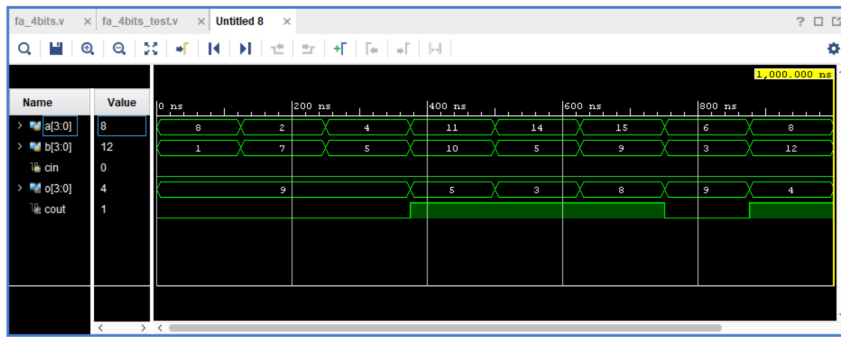 fa_4bits.v × fa_4bits_test.v × Untitled 8 × ?
1,000.000 ns
Name Value 0 ns 200 ns 400 ns 600 ns 800 ns
a[3:0] 8 8 2 4 11 14 15 6 8
b[3:0] 12 1 7 5 10 5 9 3 12
cin 0
o[3:0] 4 9 5 3 8 9 4
cout 1